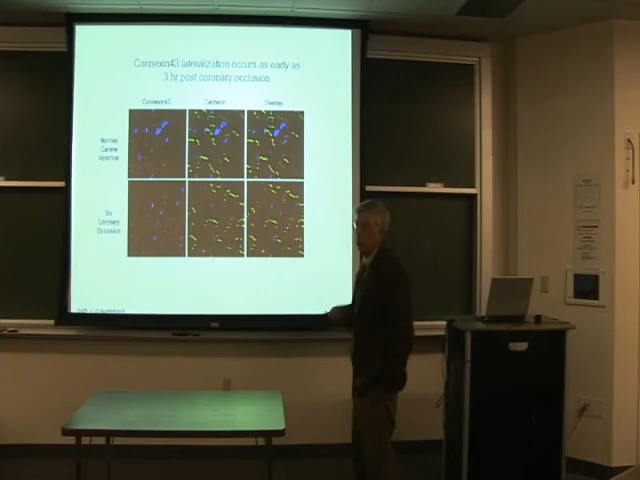 Connexin43 lateralization occurs as early as
3 hr post coronary occlusion
Connexin43 Cadherin Overlay
Normal
Canine
Ventricle
3hr
Coronary
Occlusion